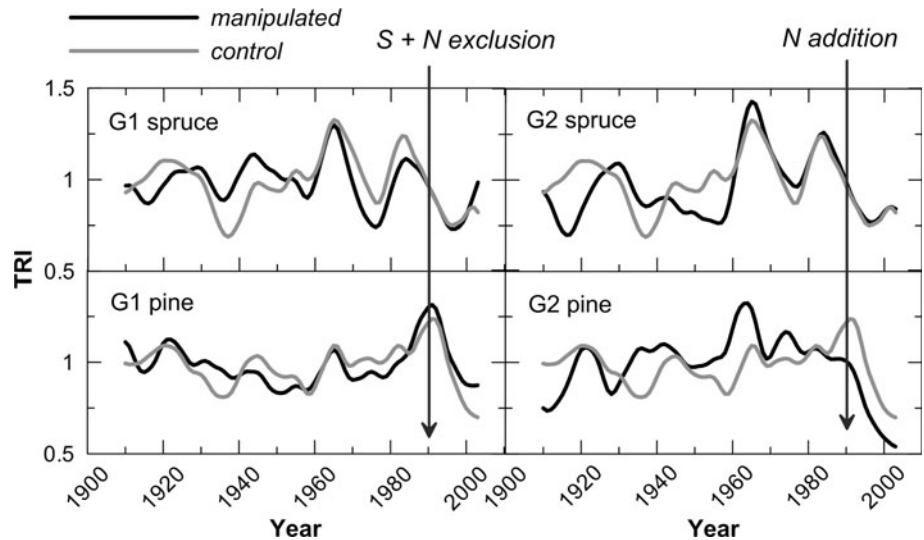 manipulated
control
S + N exclusion
N addition
1.5
G1 spruce
G2 spruce
1
0.5
TRI
G1 pine
G2 pine
1
0.5
1900
1920
1940
1960
1980
2000
1900
1920
1940
1960
1980
2000
Year
Year